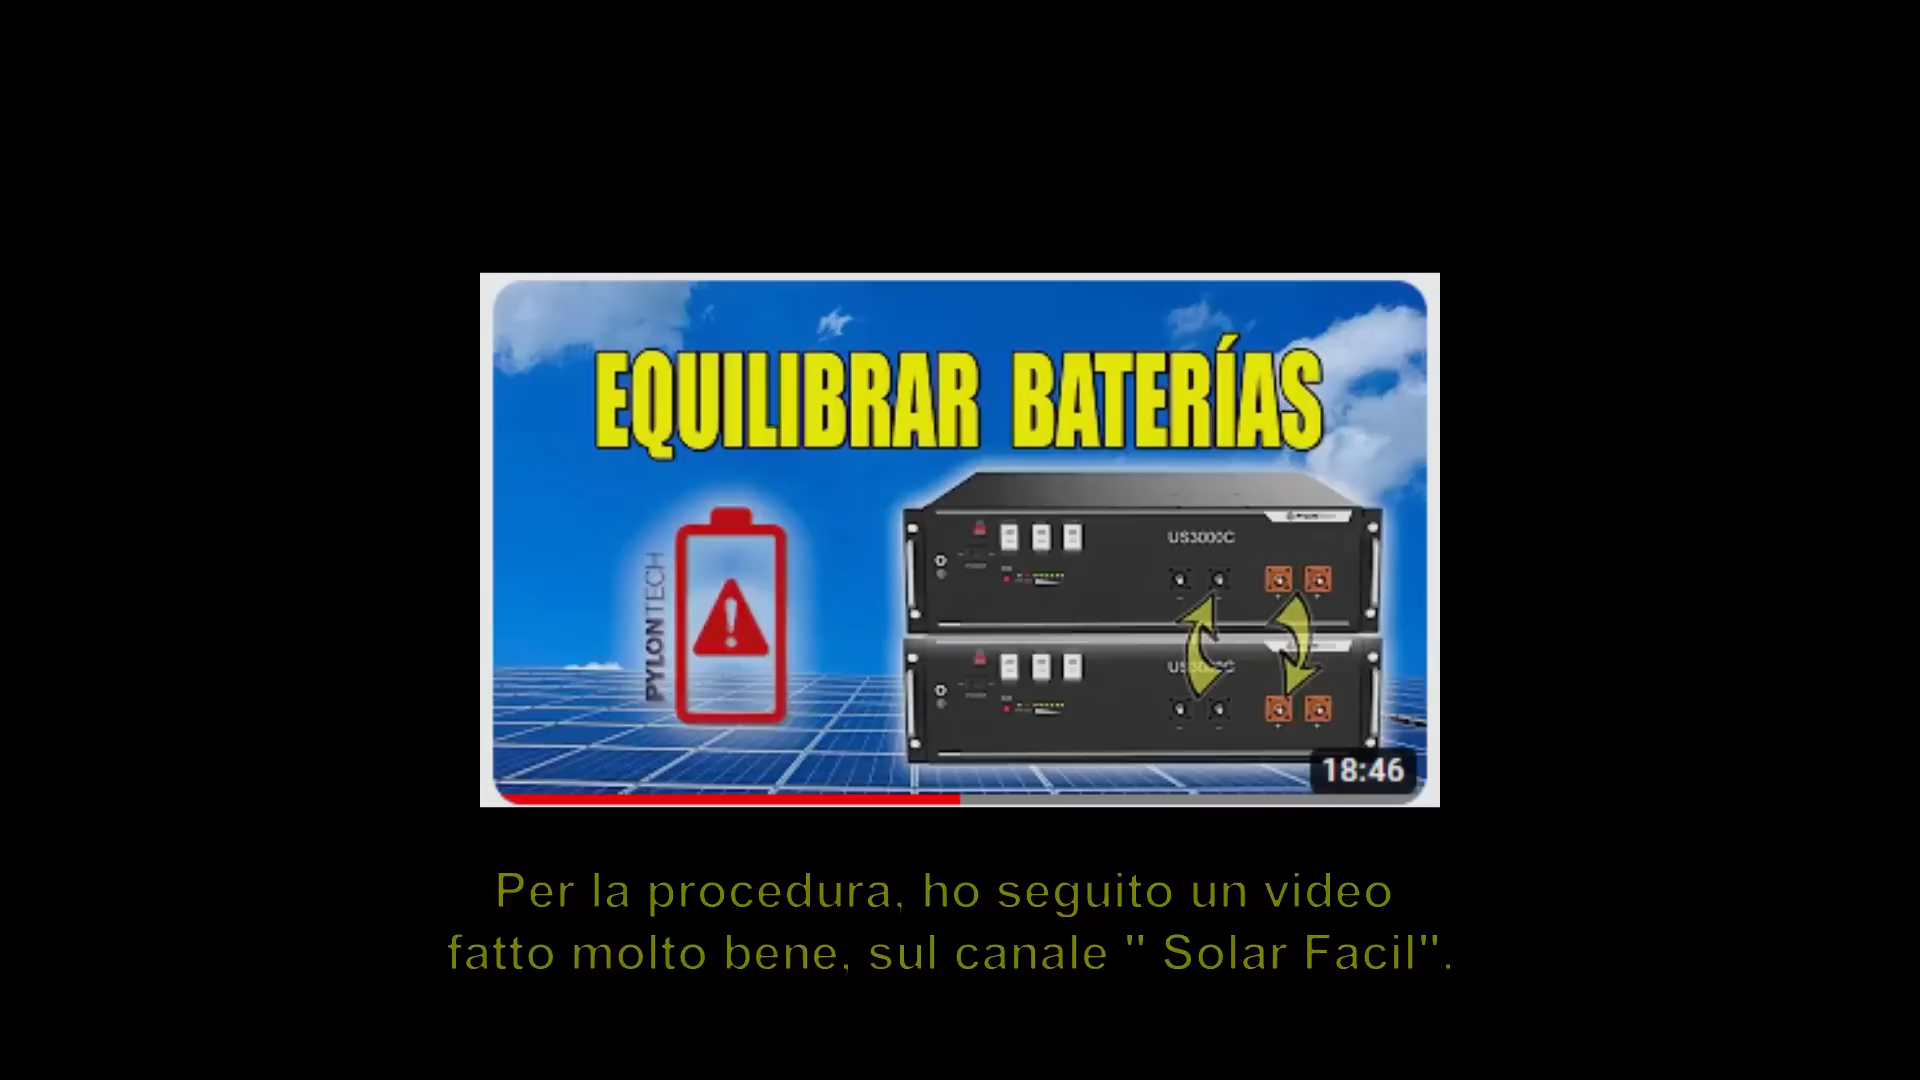 EQUILIBRAR BATERÍAS
PYLONTECH
US3000C
US3000C
18:46
Per la procedura, ho seguito un video
fatto molto bene, sul canale " Solar Facil".